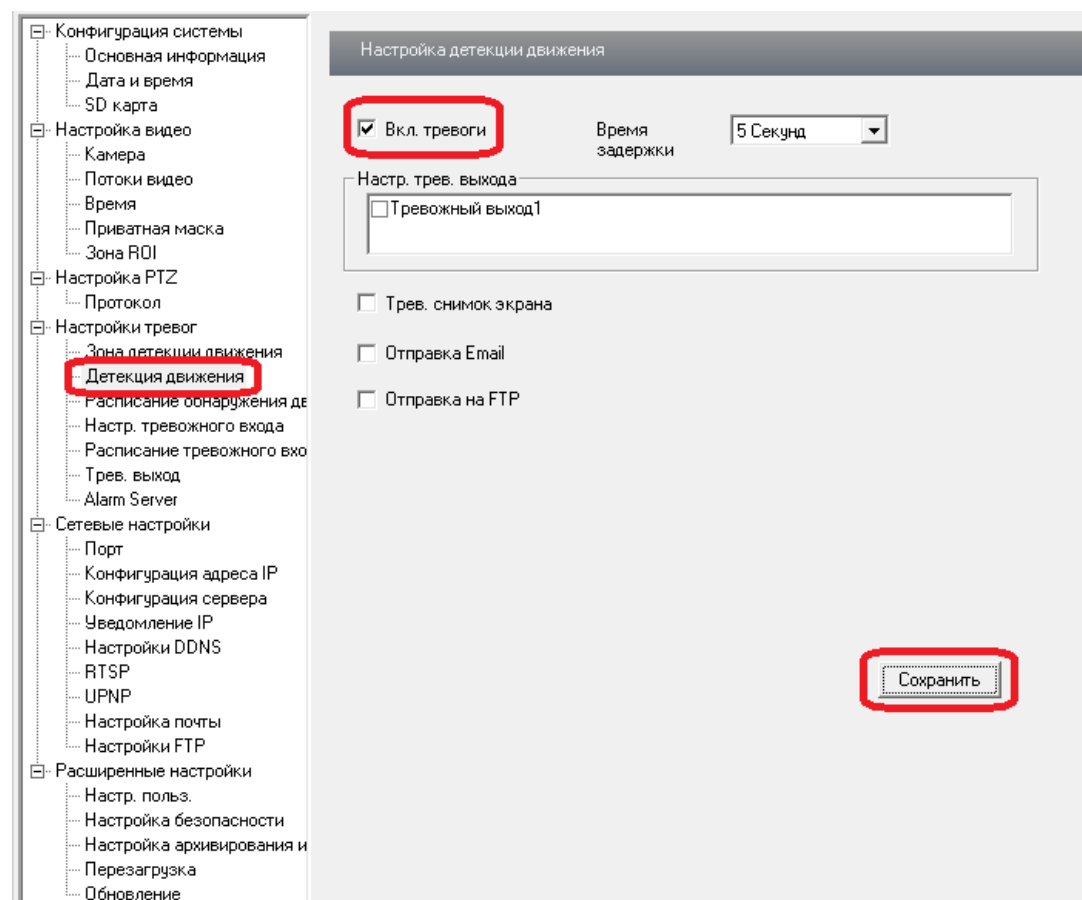 Конфигурация системы
Основная информация
Дата и время
SD карта
Настройка видео
Камера
Потоки видео
Время
Приватная маска
Зона ROI
Настройка PTZ
Протокол
Настройки тревог
Зона детекции движения
Детекция движения
Расписание обнаружения дв
Настр. тревожного входа
Расписание тревожного вхо
Трев. выход
Alarm Server
Сетевые настройки
Порт
Конфигурация адреса IP
Конфигурация сервера
Уведомление IP
Настройки DDNS
RTSP
UPNP
Настройка почты
Настройки FTP
Расширенные настройки
Настр. польз.
Настройка безопасности
Настройка архивирования и
Перезагрузка
Обновление
Настройка детекции движения
Вкл. тревоги
Время
задержки
5 Секунд
Настр. трев. выхода
Тревожный выход1
Трев. снимок экрана
Отправка Email
Отправка на FTP
Сохранить